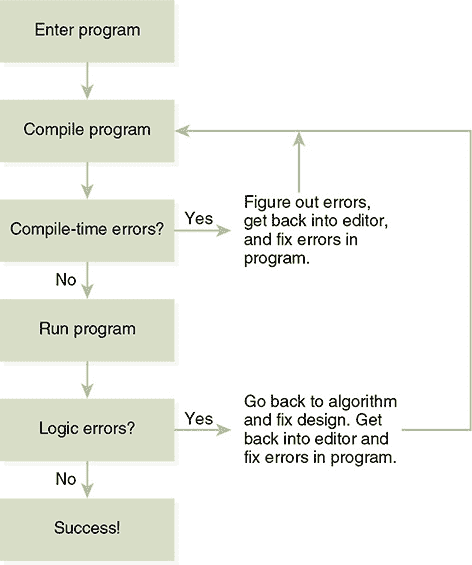 Enter program
Compile program
Compile-time errors?
Yes
Figure out errors,
get back into editor,
and fix errors in
program.
No
Run program
Logic errors?
Yes
Go back to algorithm
and fix design. Get
back into editor and
fix errors in program.
No
Success!